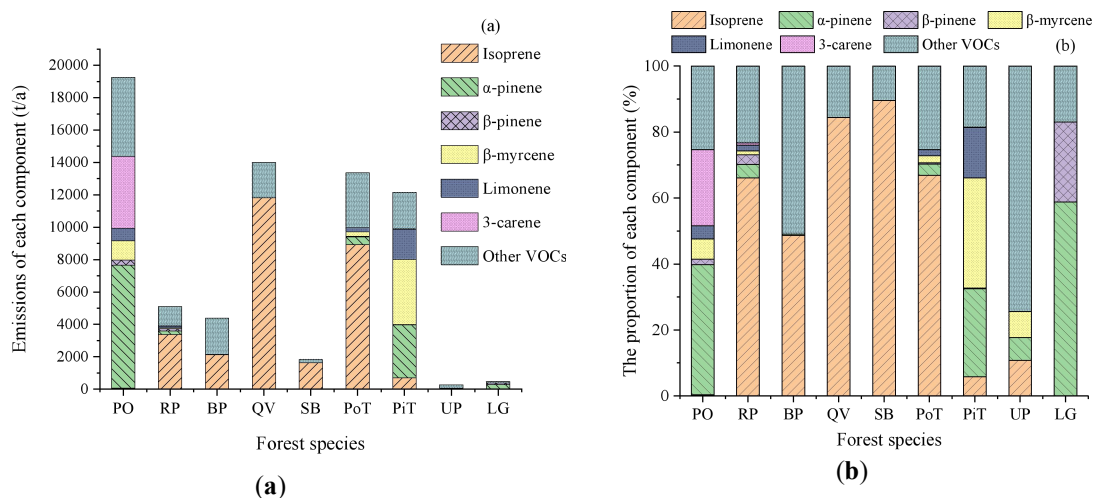 (a)
Emissions of each component (t/a)
20000
18000
16000
14000
12000
10000
8000
6000
4000
2000
0
Isoprene
α-pinene
β-pinene
β-myrcene
Limonene
3-carene
Other VOCs
PO RP BP QV SB PoT PiT UP LG
Forest species
(a)
Isoprene α-pinene β-pinene β-myrcene
Limonene 3-carene Other VOCs
(b)
The proportion of each component (%)
100
80
60
40
20
0
PO RP BP QV SB PoT PiT UP LG
Forest species
(b)